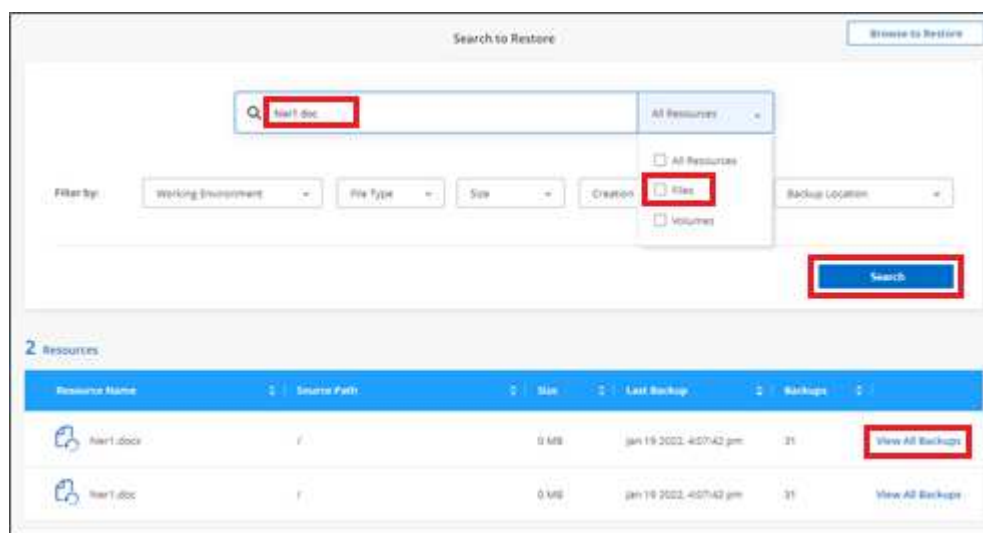 Search to Restore
Browse to Restore
hier1.doc
All Resources
All Resources
Filter by:
Working Environment
File Type
Size
Creation
Files
Backup Location
Volumes
Search
2 Resources
Resource Name
Source Path
Size
Last Backup
Backups
hier1.docx / 0 MB Jan 19 2022, 4:07:42 pm 31 View All Backups
hier1.doc / 0 MB Jan 19 2022, 4:07:42 pm 31 View All Backups